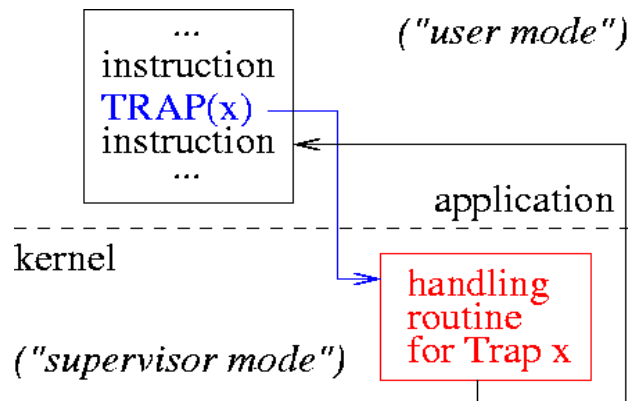 ...
instruction
TRAP(x)
instruction
...
("user mode")
application
kernel
handling
routine
for Trap x
("supervisor mode")